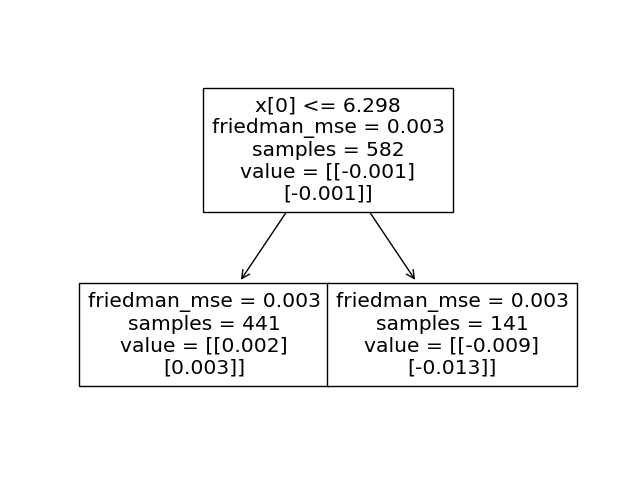 x[0] <= 6.298
friedman_mse = 0.003
samples = 582
value = [[-0.001]
[-0.001]]
friedman_mse = 0.003
samples = 441
value = [[0.002]
[0.003]]
friedman_mse = 0.003
samples = 141
value = [[-0.009]
[-0.013]]